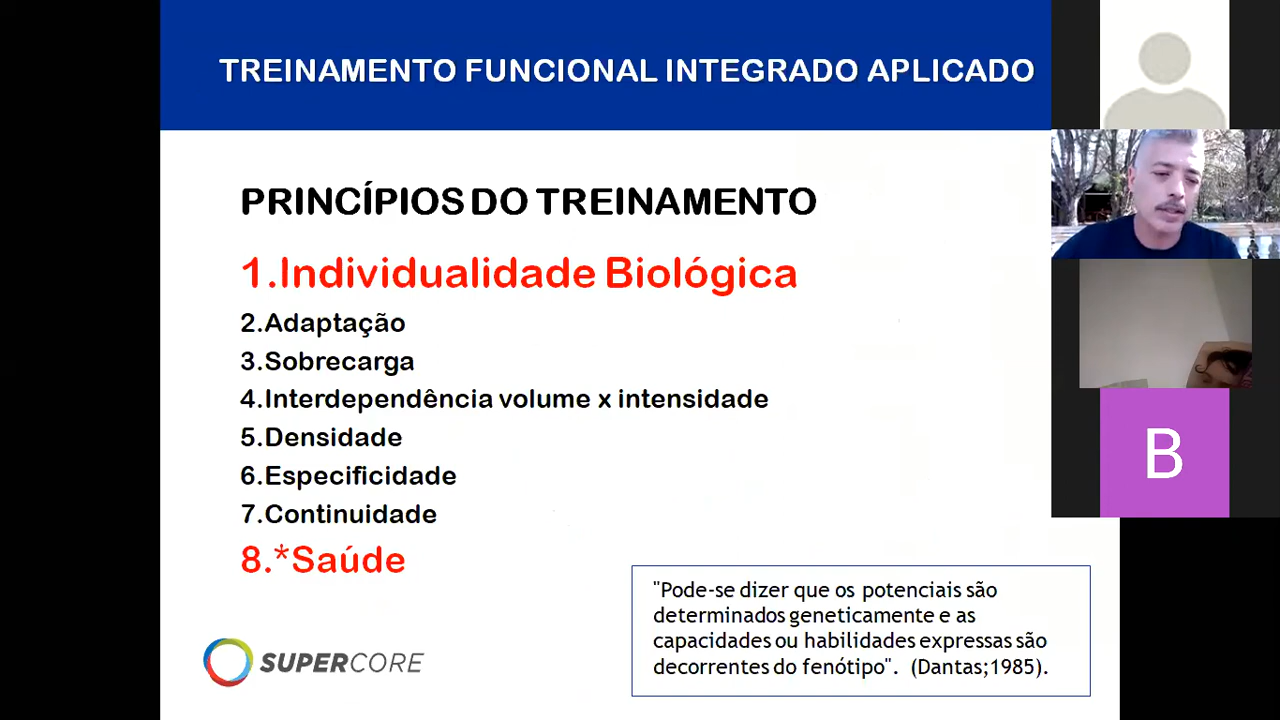 TREINAMENTO FUNCIONAL INTEGRADO APLICADO
PRINCÍPIOS DO TREINAMENTO
1.Individualidade Biológica
2.Adaptação
3.Sobrecarga
4.Interdependência volume x intensidade
5.Densidade
6.Especificidade
7.Continuidade
8.*Saúde
"Pode-se dizer que os potenciais são
determinados geneticamente e as
capacidades ou habilidades expressas são
decorrentes do fenótipo". (Dantas;1985).
SUPERCORE
B